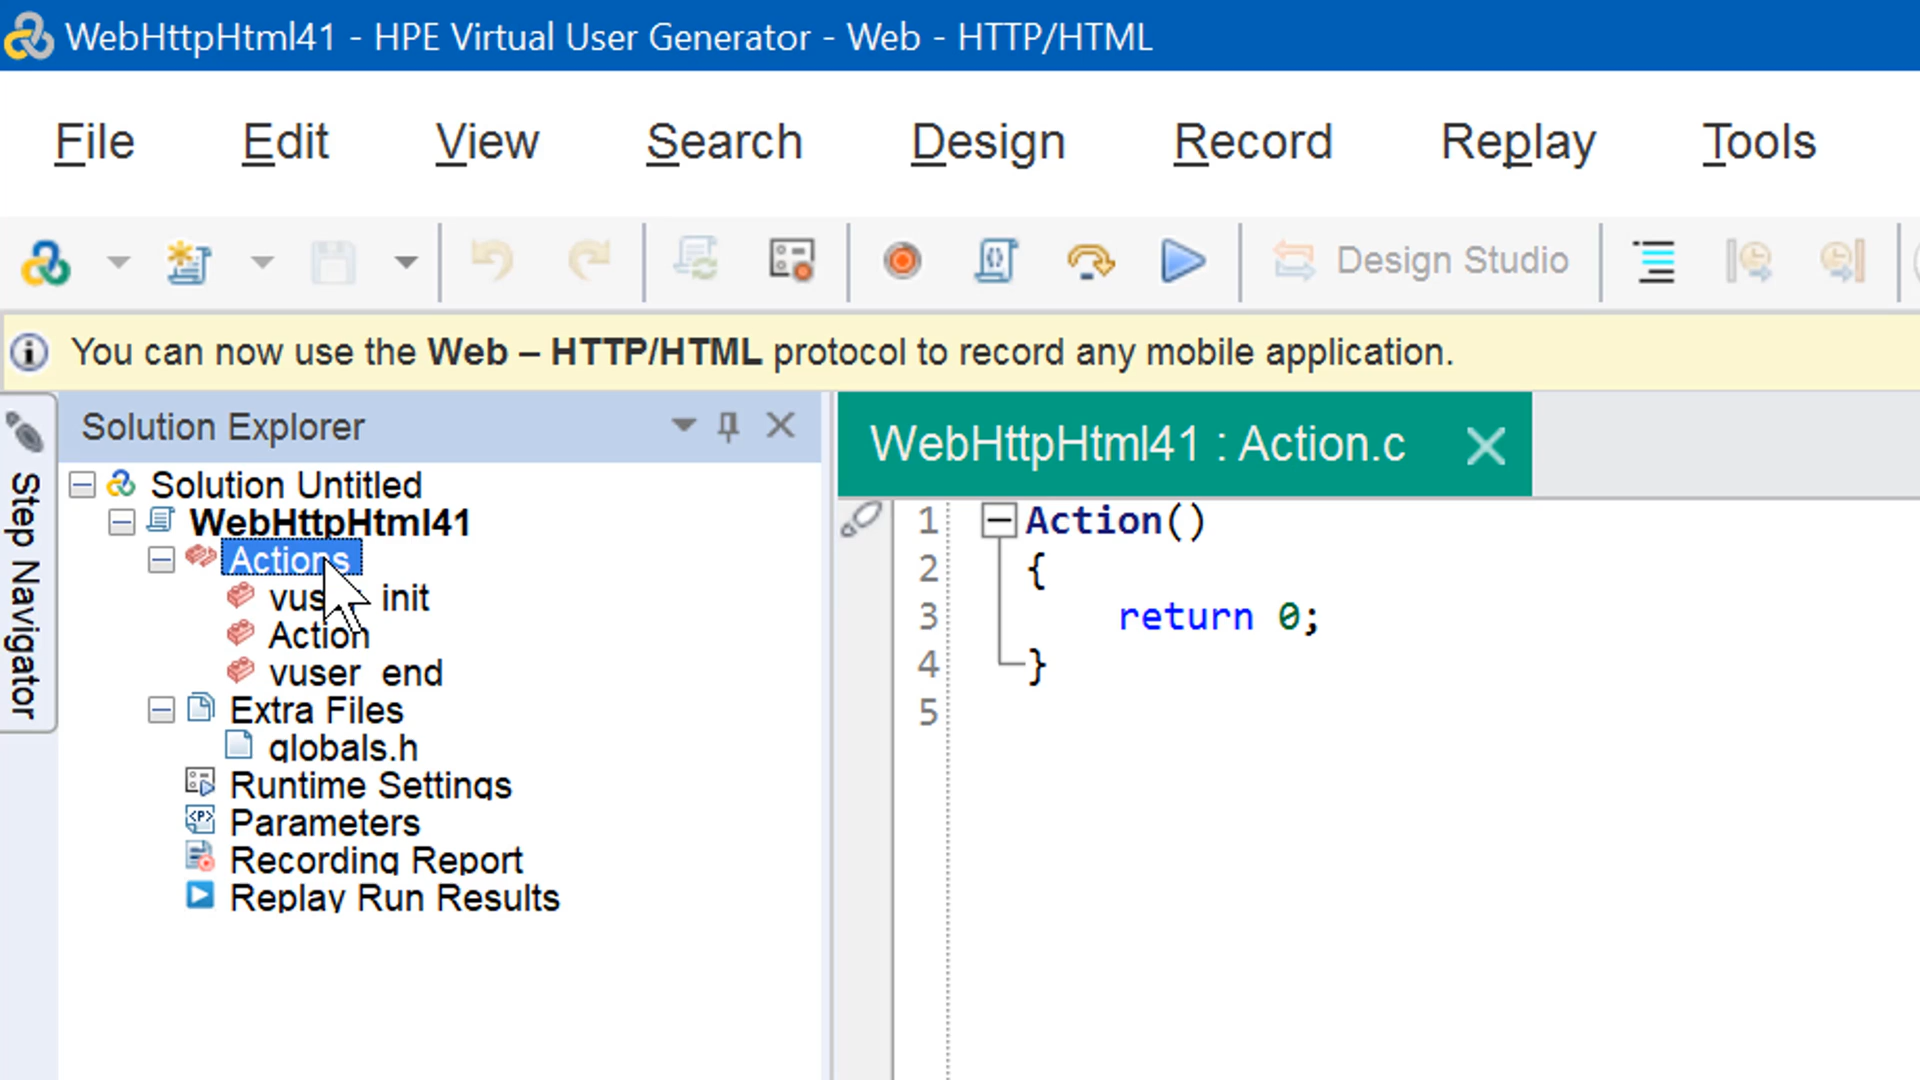 WebHttpHtml41 - HPE Virtual User Generator - Web - HTTP/HTML
File Edit View Search Design Record Replay Tools
Design Studio
You can now use the Web – HTTP/HTML protocol to record any mobile application.
Step Navigator
Solution Explorer
Solution Untitled
WebHttpHtml41
Actions
vuser_init
Action
vuser_end
Extra Files
globals.h
Runtime Settings
Parameters
Recording Report
Replay Run Results
WebHttpHtml41 : Action.c
1 Action()
2 {
3 return 0;
4 }
5